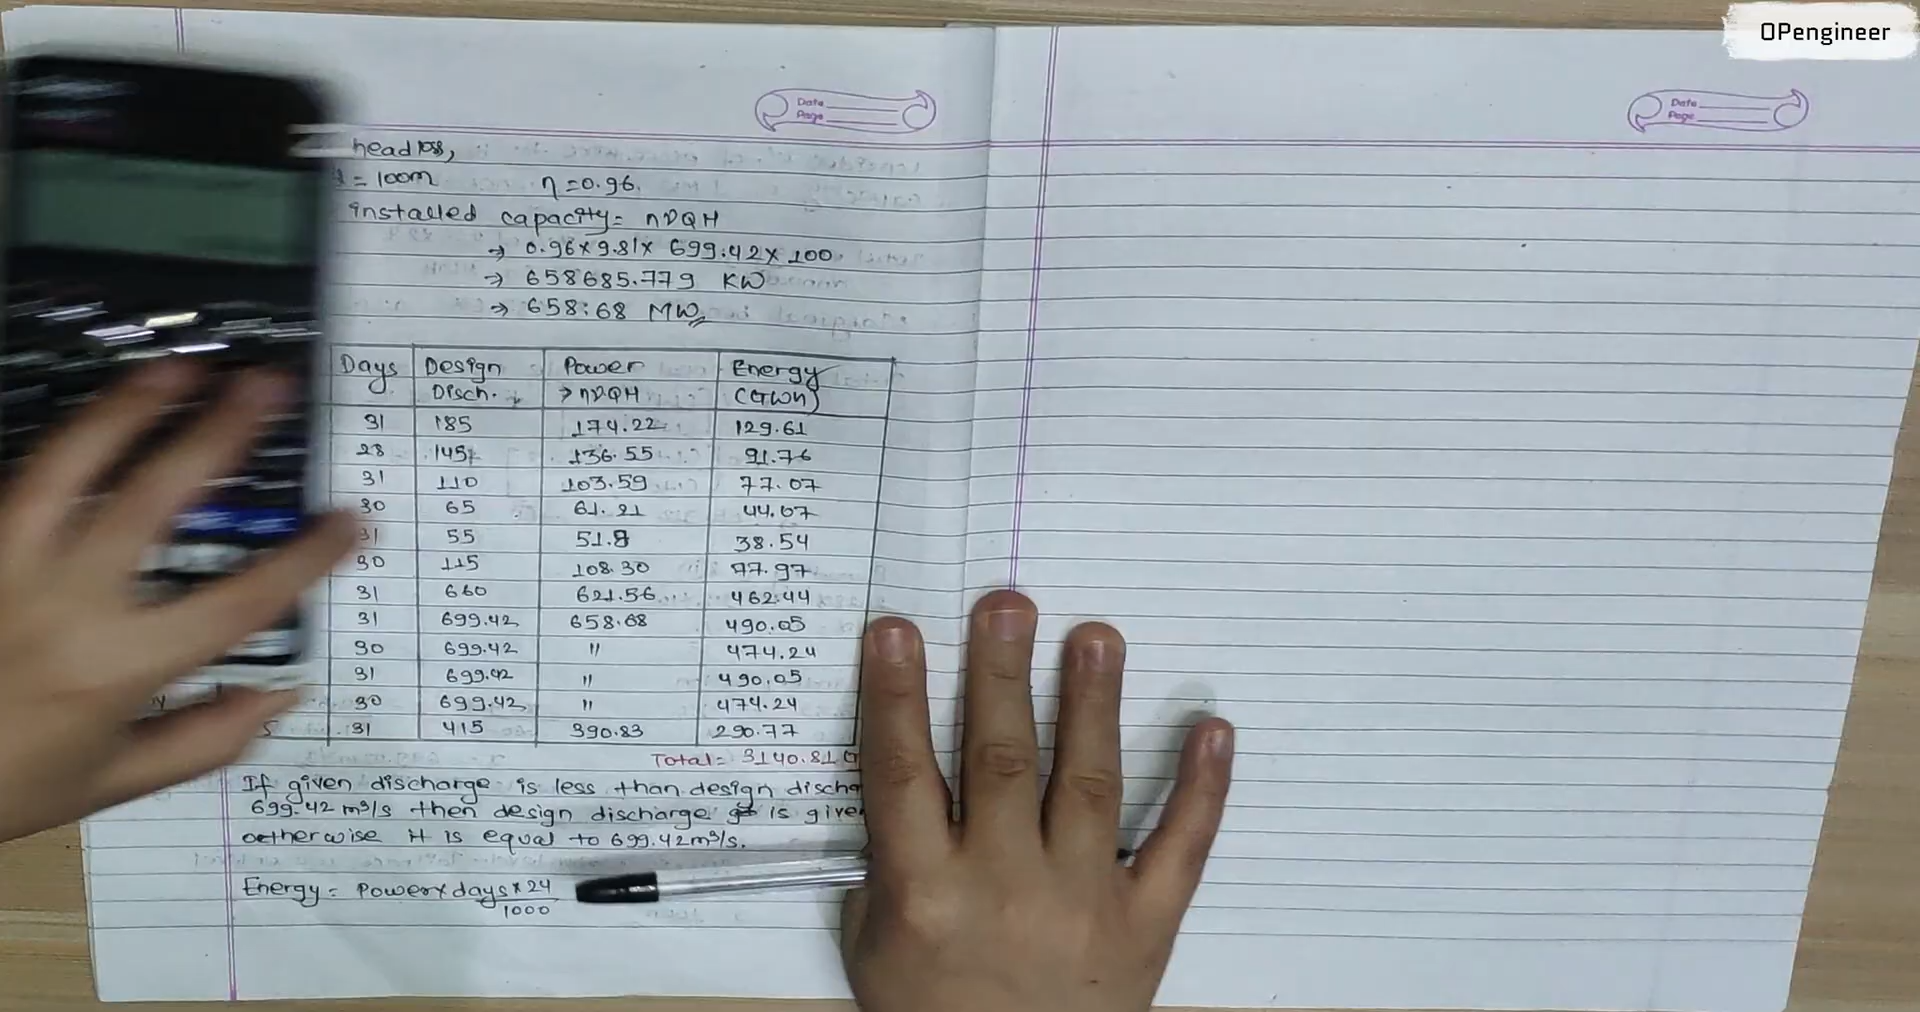 OPengineer
Date
Page
Date
Page
head loss,
= 100m η = 0.96
installed capacity = ηγQH
→ 0.96 × 9.81 × 699.42 × 100
→ 658685.779 KW
→ 658.68 MW
Days Design Disch. Power → ηγQH Energy (GWh)
31 185 174.22 129.61
28 145 136.55 91.76
31 110 103.59 77.07
30 65 61.21 44.07
31 55 51.8 38.54
30 115 108.30 77.97
31 660 621.56 462.44
31 699.42 658.68 490.05
30 699.42 " 474.24
31 699.42 " 490.05
30 699.42 " 474.24
31 415 390.83 290.77
Total = 3140.81
If given discharge is less than design
699.42 m³/s then design discharge is
otherwise it is equal to 699.42m³/s.
Energy = Power × days × 24
1000